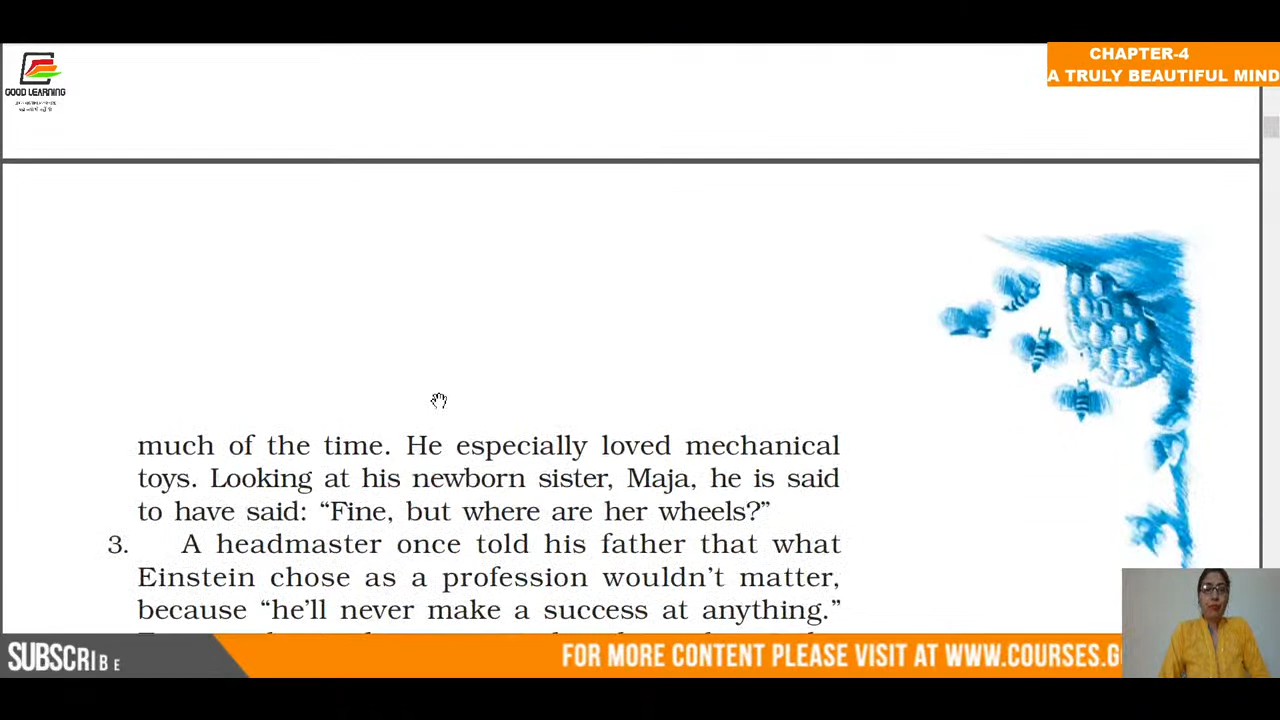 CHAPTER-4
A TRULY BEAUTIFUL MIND
GOOD LEARNING
much of the time. He especially loved mechanical
toys. Looking at his newborn sister, Maja, he is said
to have said: “Fine, but where are her wheels?”
3. A headmaster once told his father that what
Einstein chose as a profession wouldn’t matter,
because “he’ll never make a success at anything.”
SUBSCRIBE
FOR MORE CONTENT PLEASE VISIT AT WWW.COURSES.G